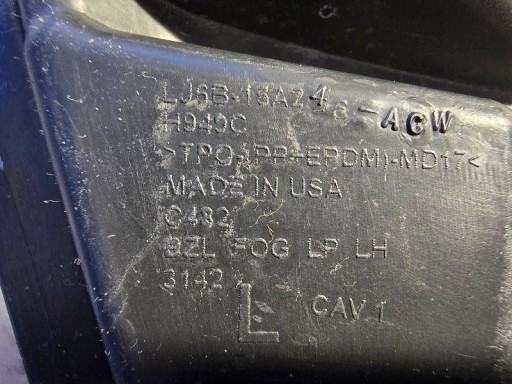 LJ6B-13A246-ACW
H949C
>TPO-(PP+EPDM)-MD17<
MADE IN USA
C482
BZL FOG LP LH
3142
L CAV 1